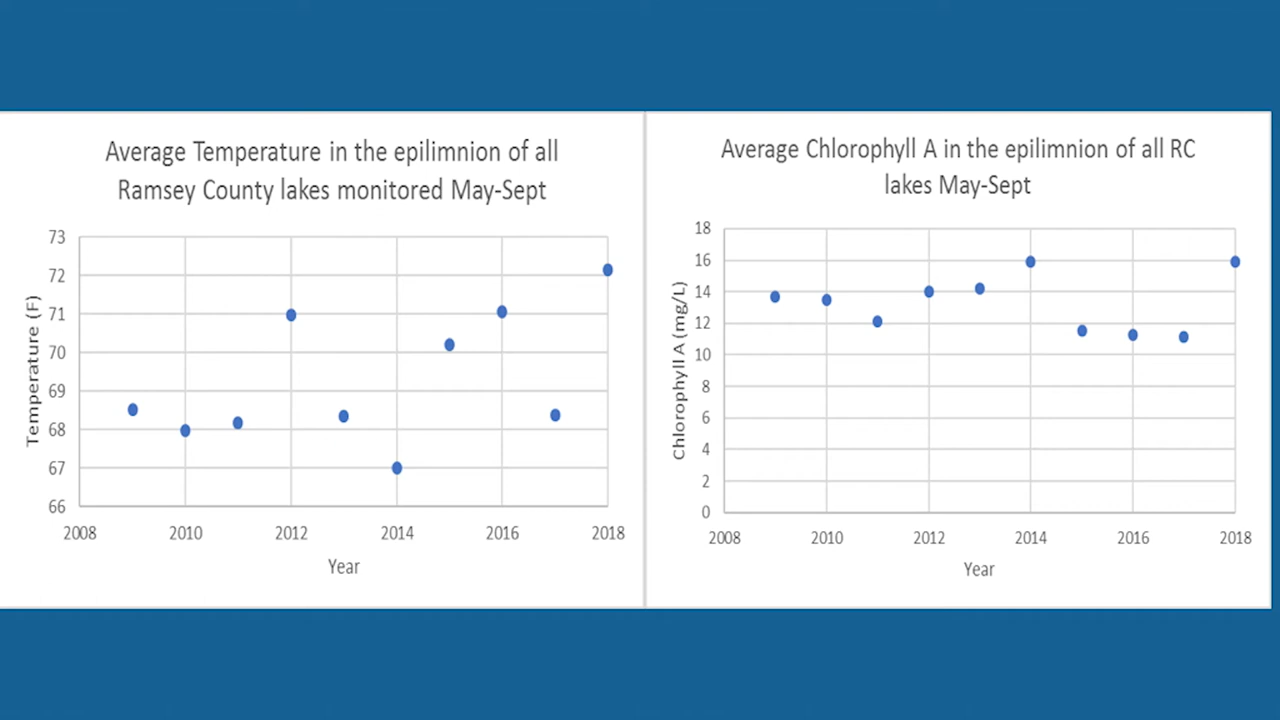 Average Temperature in the epilimnion of all
Ramsey County lakes monitored May-Sept
73
72
71
70
69
68
67
66
Temperature (F)
2008 2010 2012 2014 2016 2018
Year
Average Chlorophyll A in the epilimnion of all RC
lakes May-Sept
18
16
14
12
10
8
6
4
2
0
Chlorophyll A (mg/L)
2008 2010 2012 2014 2016 2018
Year